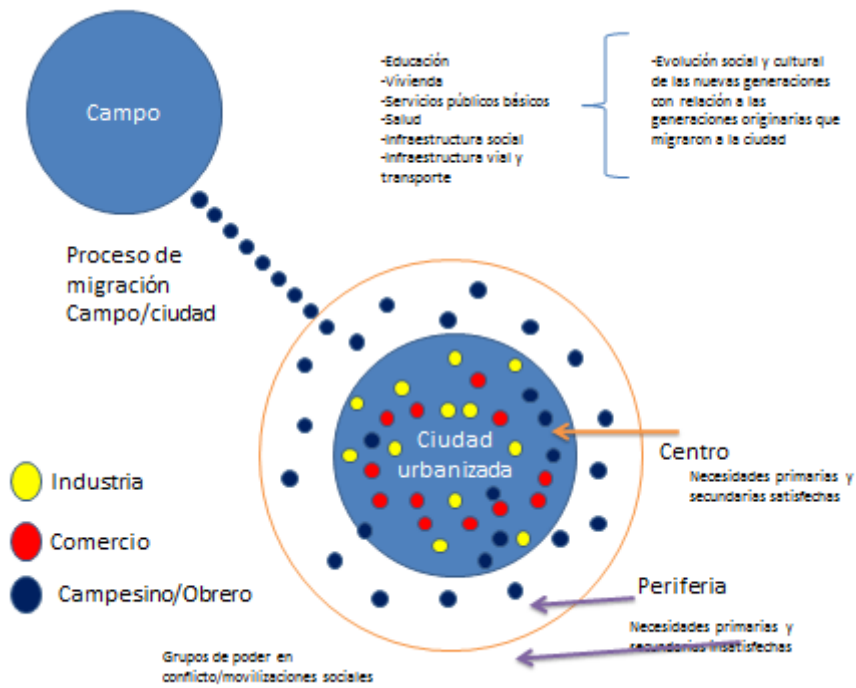 Campo
-Educación
-Vivienda
-Servicios públicos básicos
-Salud
-Infraestructura social
-Infraestructura vial y
transporte
-Evolución social y cultural
de las nuevas generaciones
con relación a las
generaciones originarias que
migraron a la ciudad
Proceso de
migración
Campo/ciudad
Ciudad
urbanizada
Centro
Necesidades primarias y
secundarias satisfechas
Industria
Comercio
Campesino/Obrero
Periferia
Necesidades primarias y
secundarias insatisfechas
Grupos de poder en
conflicto/movilizaciones sociales